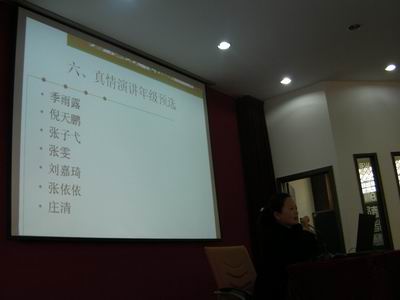 六、真情演讲年级预选
• 季雨露
• 倪天鹏
• 张子弋
• 张雯
• 刘嘉琦
• 张依依
• 庄清